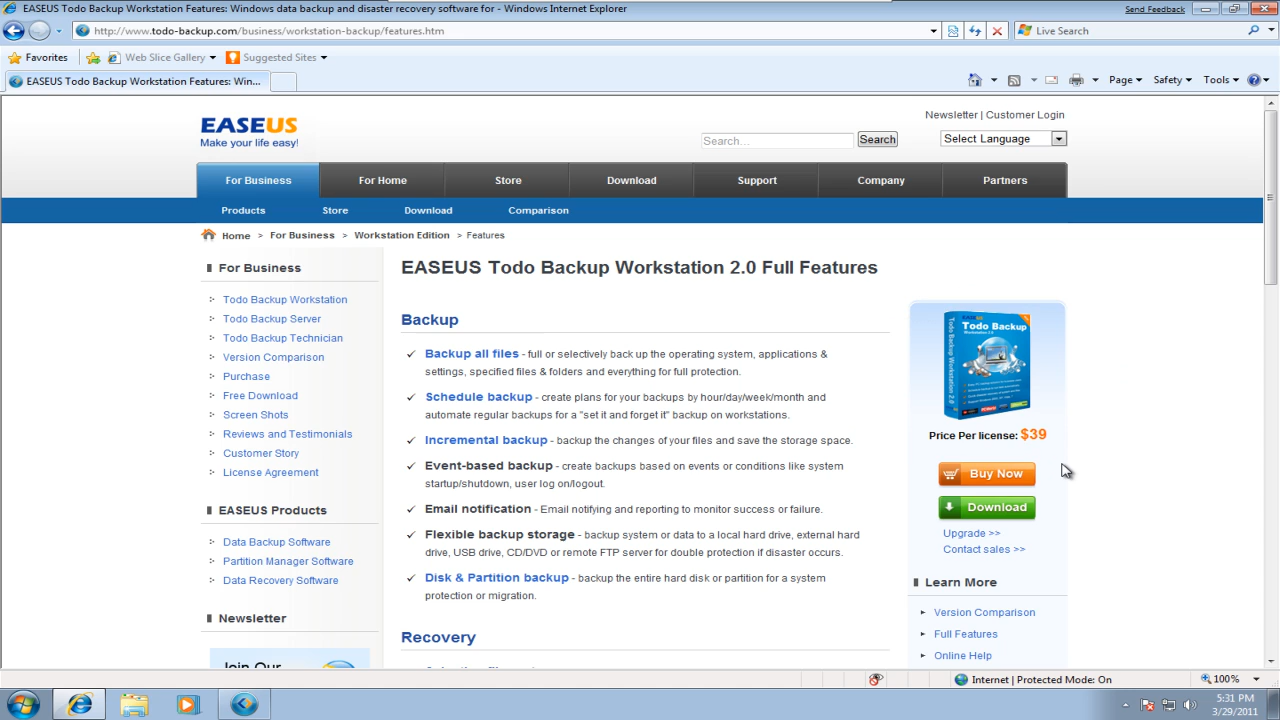 EASEUS Todo Backup Workstation Features: Windows data backup and disaster recovery software for - Windows Internet Explorer
Send Feedback
http://www.todo-backup.com/business/workstation-backup/features.htm
Live Search
Favorites
Web Slice Gallery
Suggested Sites
EASEUS Todo Backup Workstation Features: Win...
Page
Safety
Tools
Newsletter | Customer Login
EASEUS
Make your life easy!
Search...
Search
Select Language
For Business
For Home
Store
Download
Support
Company
Partners
Products
Store
Download
Comparison
Home > For Business > Workstation Edition > Features
For Business
Todo Backup Workstation
Todo Backup Server
Todo Backup Technician
Version Comparison
Purchase
Free Download
Screen Shots
Reviews and Testimonials
Customer Story
License Agreement
EASEUS Products
Data Backup Software
Partition Manager Software
Data Recovery Software
Newsletter
Join Our
EASEUS Todo Backup Workstation 2.0 Full Features
Backup
Backup all files - full or selectively back up the operating system, applications &
settings, specified files & folders and everything for full protection.
Schedule backup - create plans for your backups by hour/day/week/month and
automate regular backups for a "set it and forget it" backup on workstations.
Incremental backup - backup the changes of your files and save the storage space.
Event-based backup - create backups based on events or conditions like system
startup/shutdown, user log on/logout.
Email notification - Email notifying and reporting to monitor success or failure.
Flexible backup storage - backup system or data to a local hard drive, external hard
drive, USB drive, CD/DVD or remote FTP server for double protection if disaster occurs.
Disk & Partition backup - backup the entire hard disk or partition for a system
protection or migration.
Recovery
EASEUS
Todo Backup
Workstation 2.0
Todo Backup Workstation 2.0
Price Per license: $39
Buy Now
Download
Upgrade >>
Contact sales >>
Learn More
Version Comparison
Full Features
Online Help
Internet | Protected Mode: On
100%
5:31 PM
3/29/2011